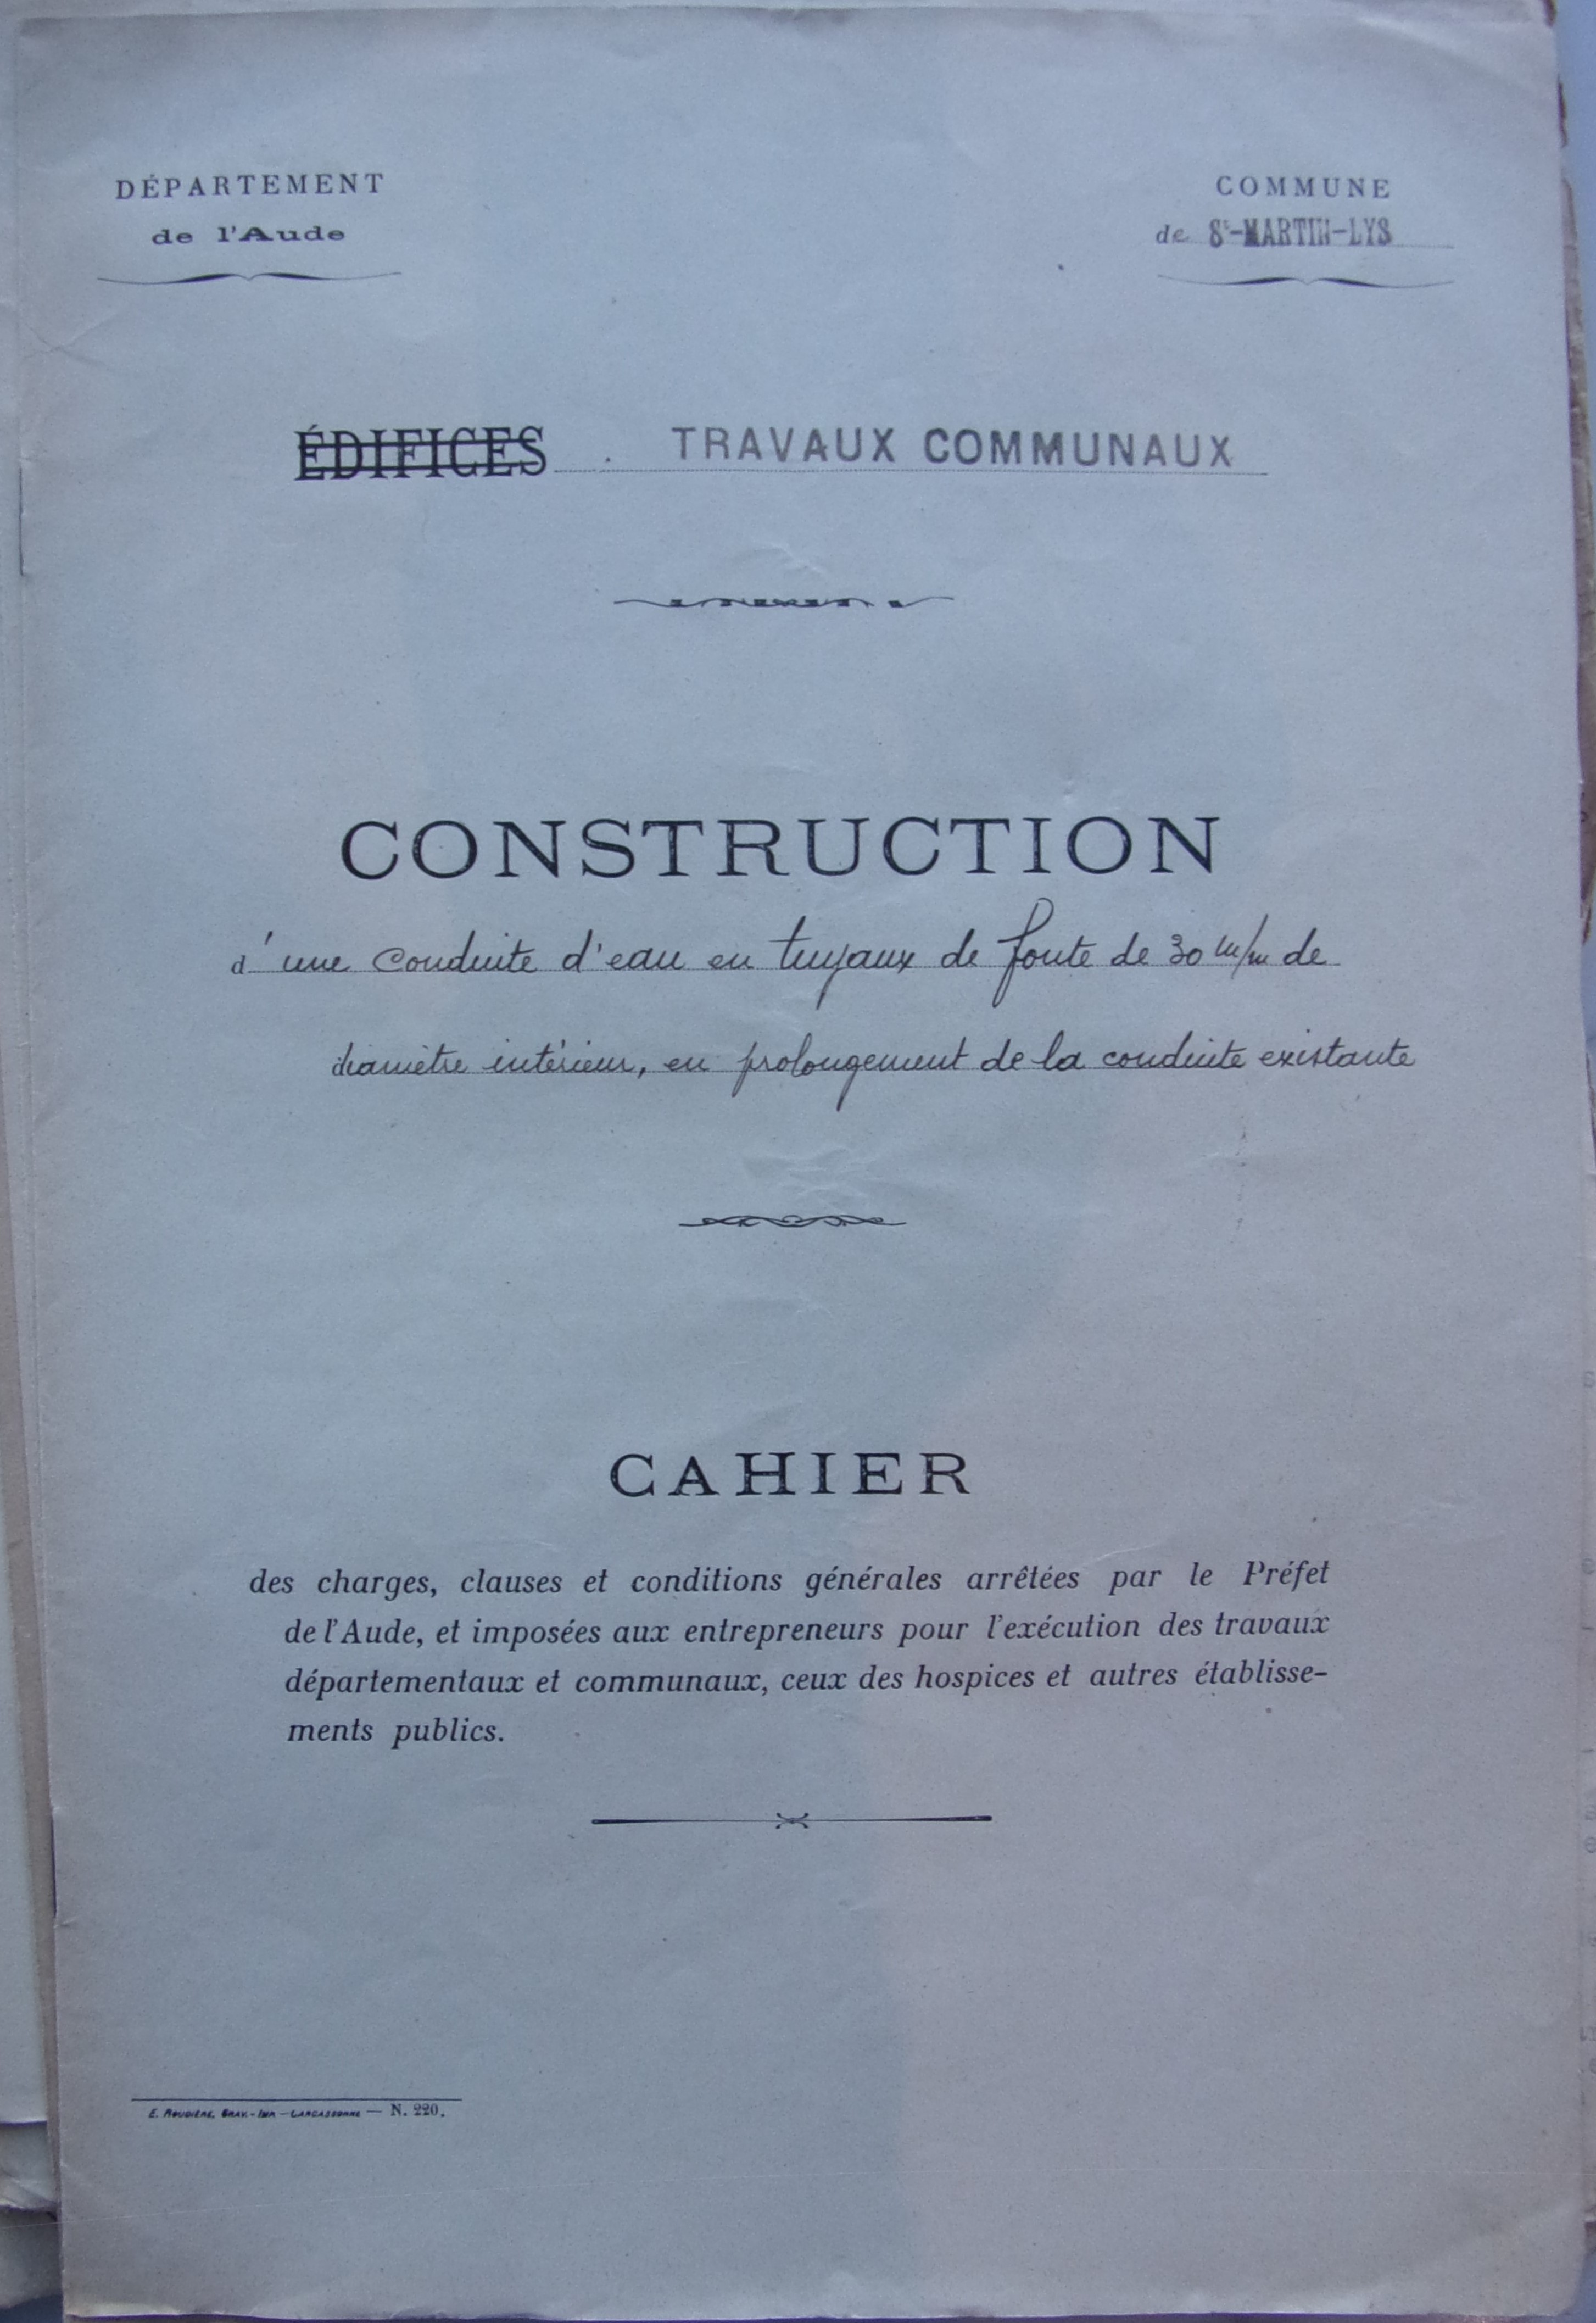 DÉPARTEMENT
de l'Aude
COMMUNE
de St-MARTIN-LYS
ÉDIFICES TRAVAUX COMMUNAUX
CONSTRUCTION
d'une conduite d'eau en tuyaux de fonte de 30 m/m de
diamètre intérieur, en prolongement de la conduite existante
CAHIER
des charges, clauses et conditions générales arrêtées par le Préfet
de l'Aude, et imposées aux entrepreneurs pour l'exécution des travaux
départementaux et communaux, ceux des hospices et autres établisse-
ments publics.
E. ROUDIÈRE, GRAV.-IMP.-CARCASSONNE — N. 220.